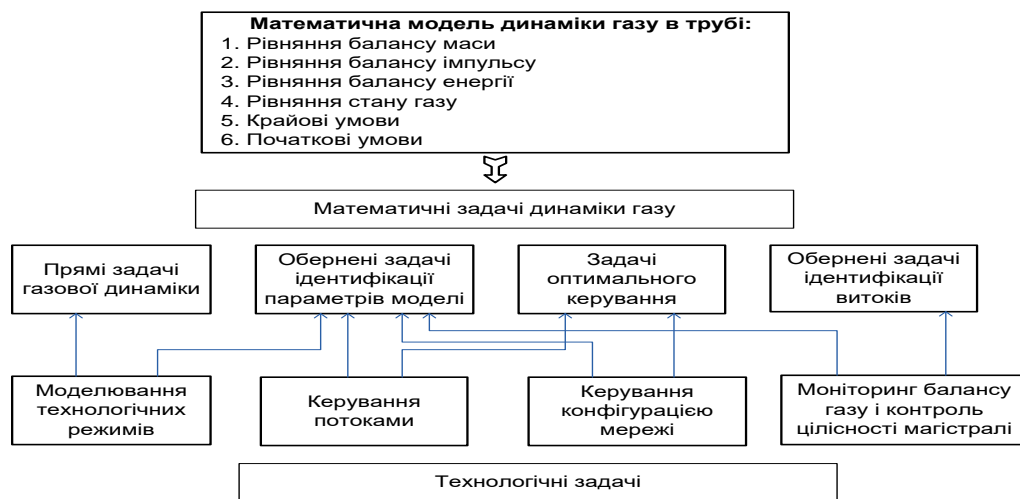 Математична модель динаміки газу в трубі:
1. Рівняння балансу маси
2. Рівняння балансу імпульсу
3. Рівняння балансу енергії
4. Рівняння стану газу
5. Крайові умови
6. Початкові умови
Математичні задачі динаміки газу
Прямі задачі
газової динаміки
Обернені задачі
ідентифікації
параметрів моделі
Задачі
оптимального
керування
Обернені задачі
ідентифікації
витоків
Моделювання
технологічних
режимів
Керування
потоками
Керування
конфігурацією
мережі
Моніторинг балансу
газу і контроль
цілісності магістралі
Технологічні задачі